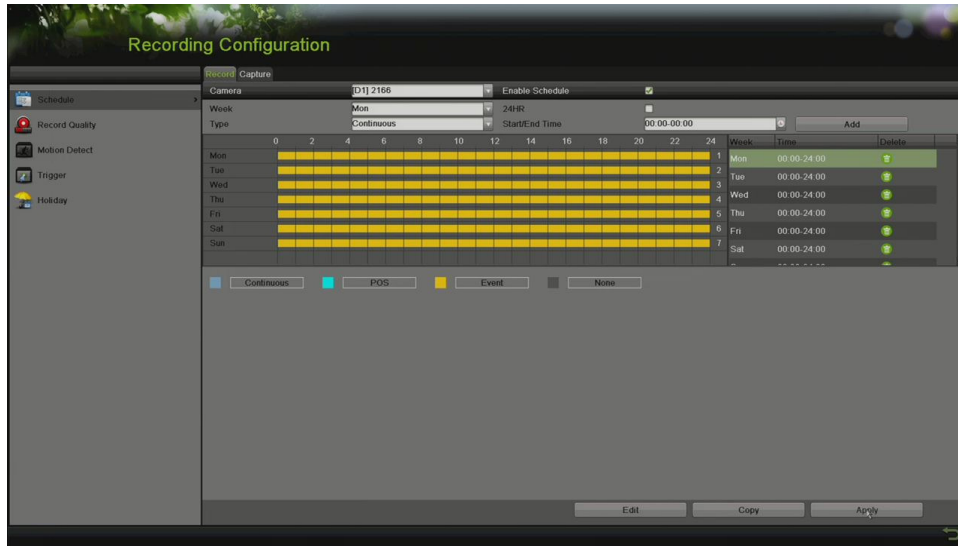 Recording Configuration
Record Capture
Camera [D1] 2166 Enable Schedule
Week Mon 24HR
Type Continuous Start/End Time 00:00-00:00 Add
Schedule
Record Quality
Motion Detect
Trigger
Holiday
0 2 4 6 8 10 12 14 16 18 20 22 24
Mon 1
Tue 2
Wed 3
Thu 4
Fri 5
Sat 6
Sun 7
Week Time Delete
Mon 00:00-24:00
Tue 00:00-24:00
Wed 00:00-24:00
Thu 00:00-24:00
Fri 00:00-24:00
Sat 00:00-24:00
Continuous POS Event None
Edit Copy Apply